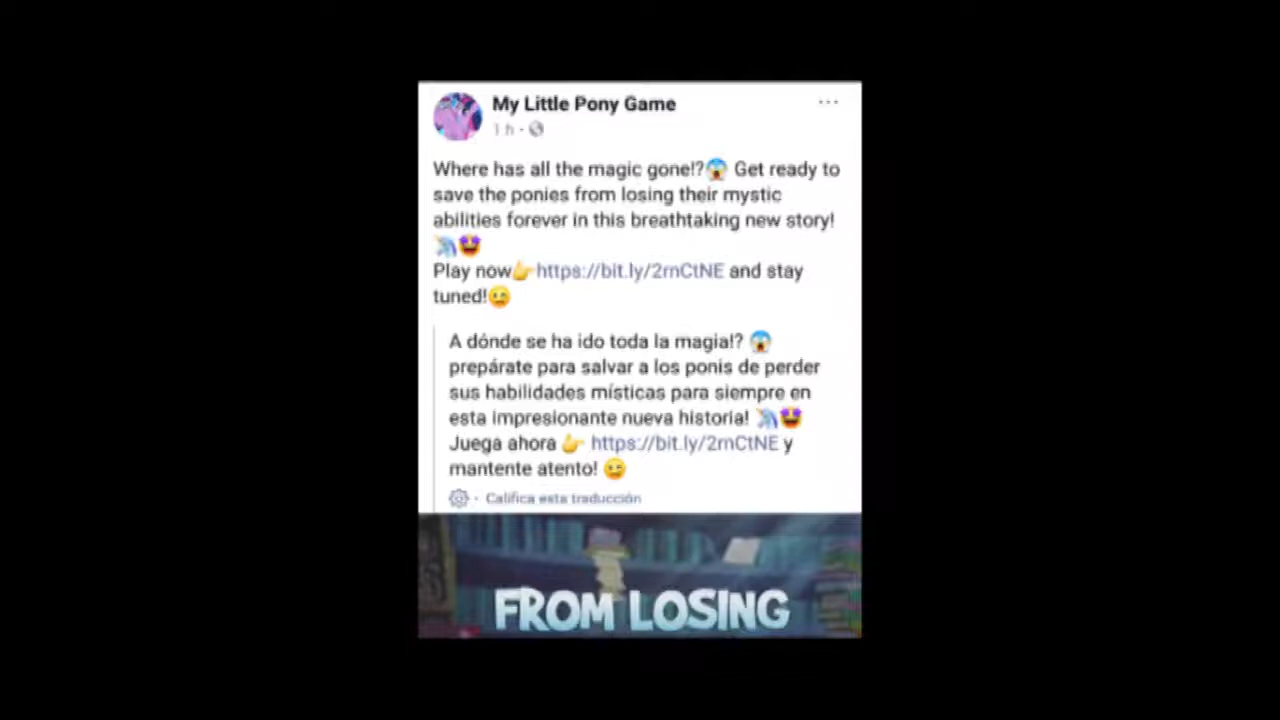 My Little Pony Game
1 h ·
Where has all the magic gone!?😱 Get ready to
save the ponies from losing their mystic
abilities forever in this breathtaking new story!
🦄🤩
Play now👉https://bit.ly/2mCtNE and stay
tuned!😉
A dónde se ha ido toda la magia!? 😱
prepárate para salvar a los ponis de perder
sus habilidades místicas para siempre en
esta impresionante nueva historia! 🦄🤩
Juega ahora 👉 https://bit.ly/2mCtNE y
mantente atento! 😉
· Califica esta traducción
FROM LOSING